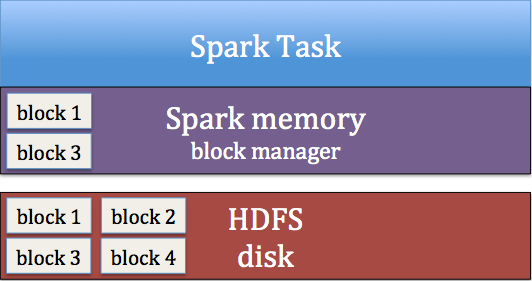 Spark Task
block 1
block 3
Spark memory
block manager
block 1 block 2
block 3 block 4
HDFS
disk